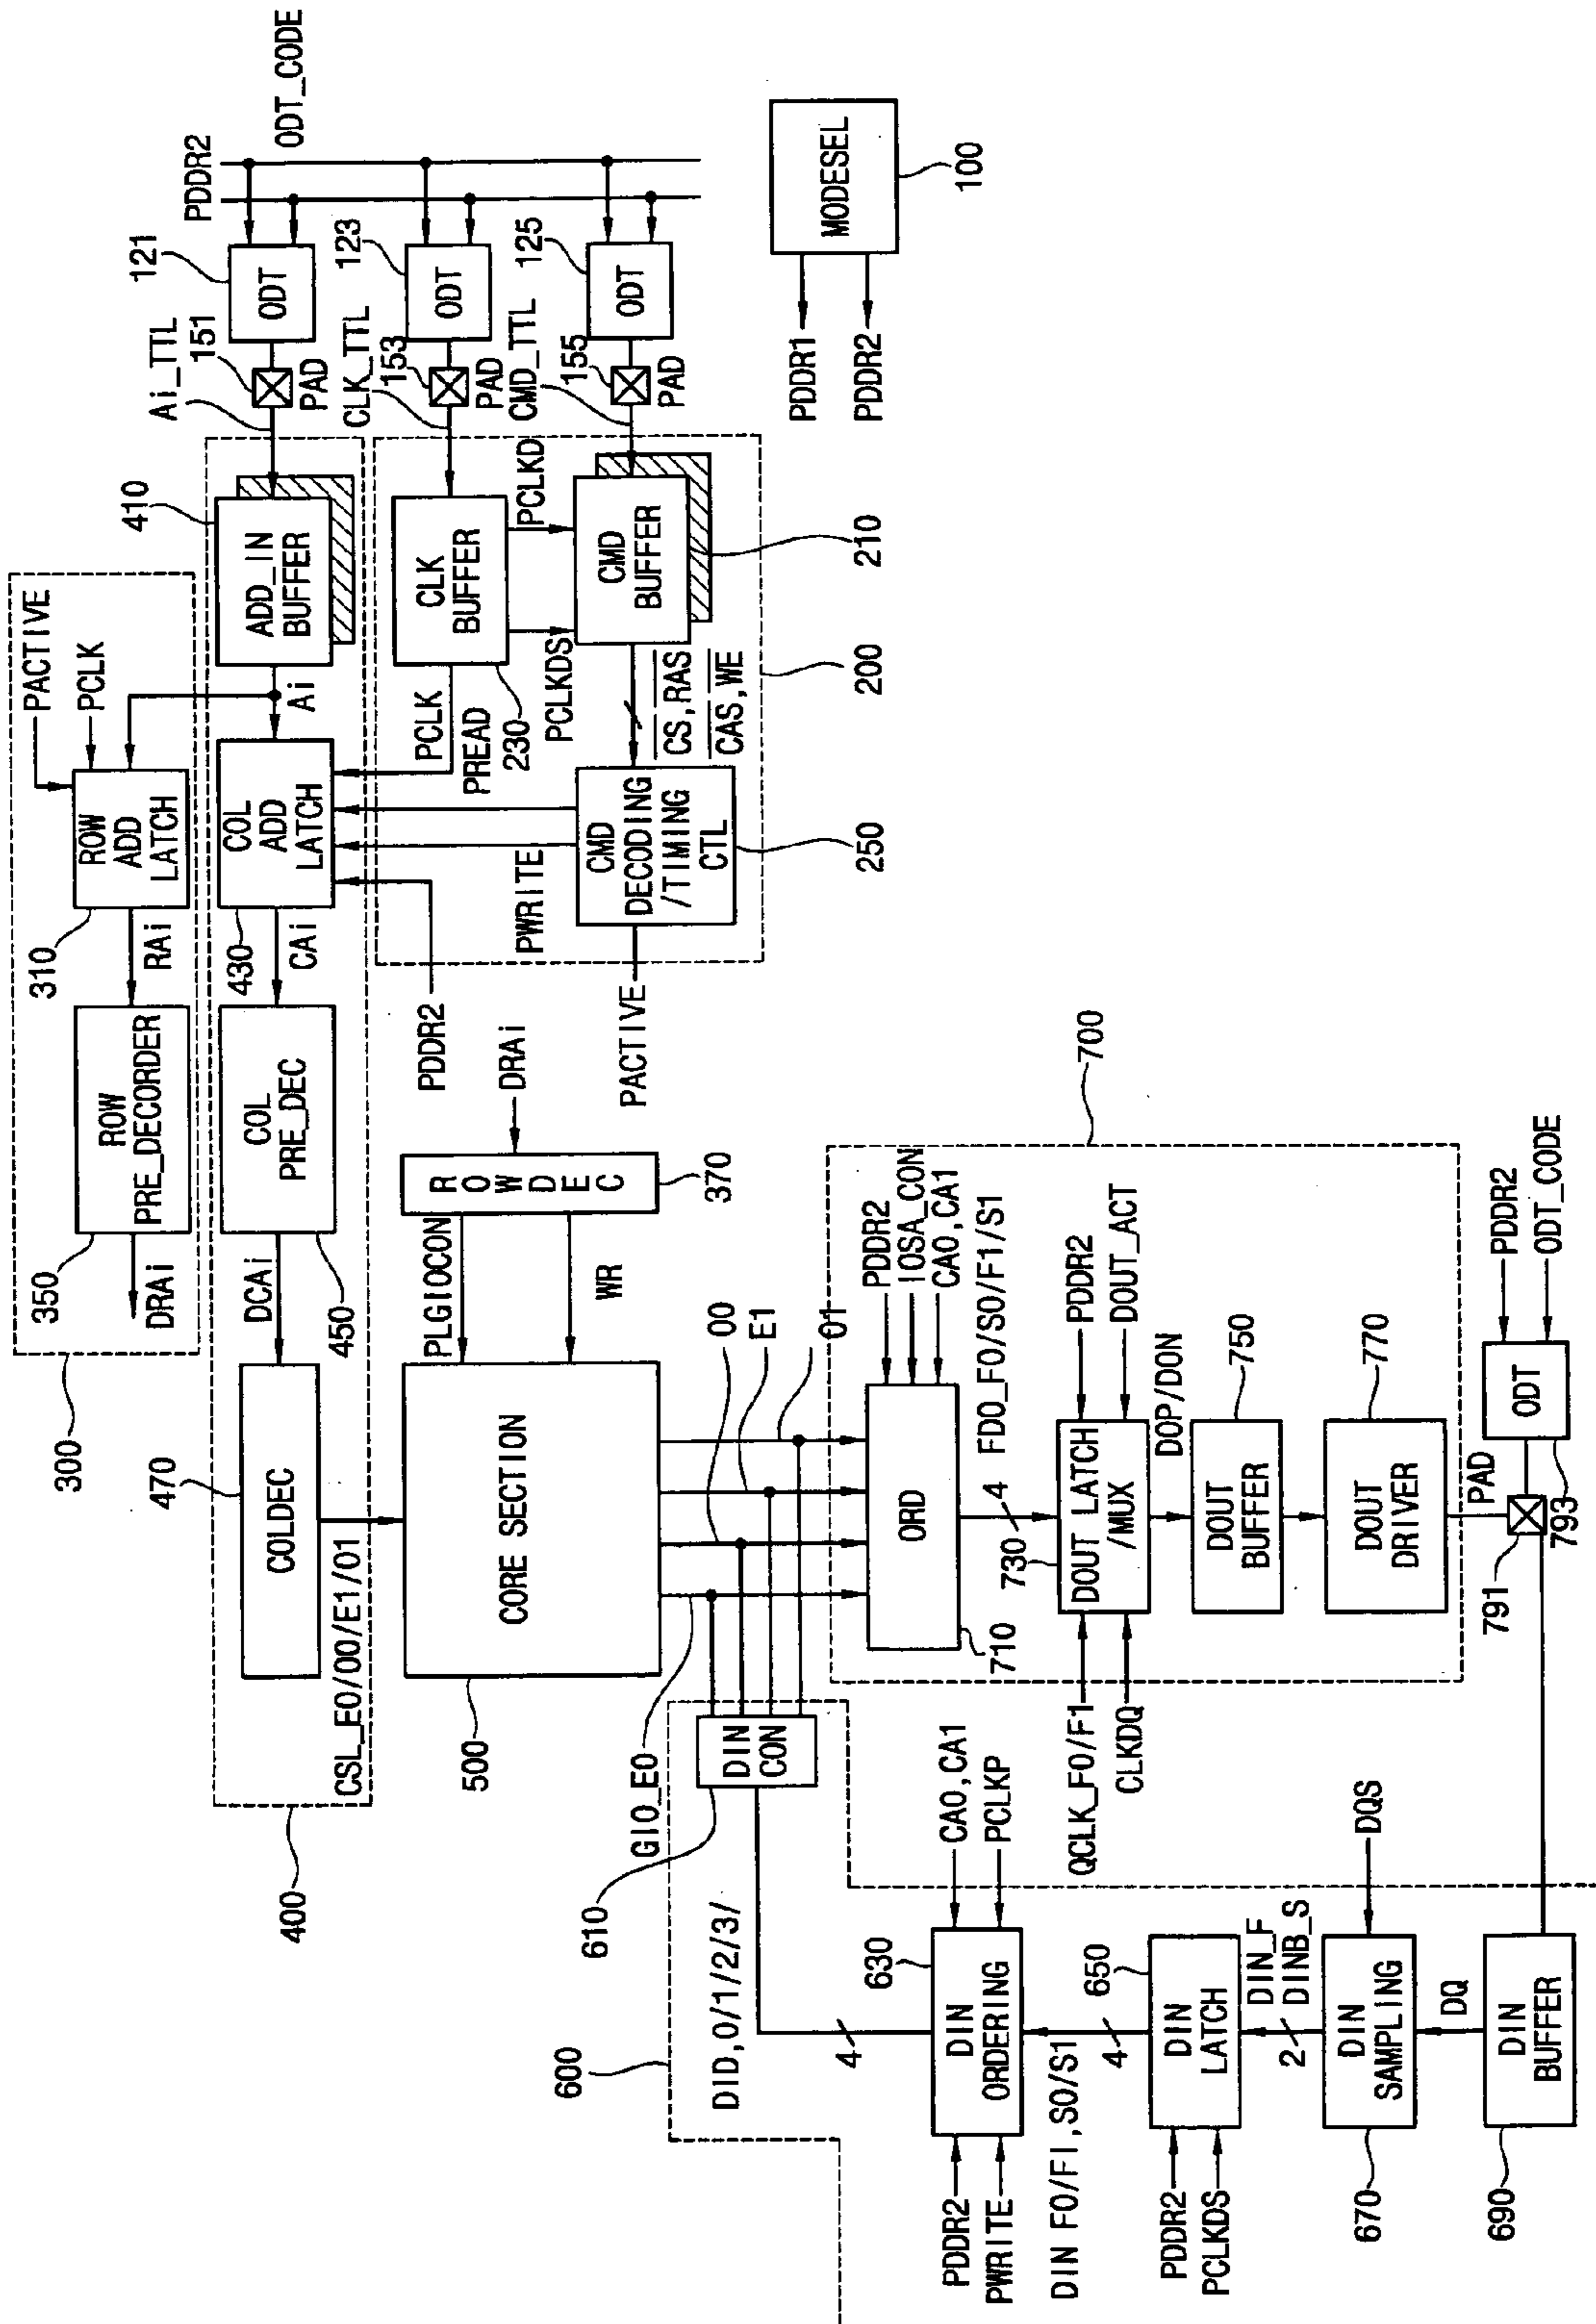 300
350
ROW
PRE_DECORDER
DRAi
RAi
310
ROW
ADD
LATCH
PACTIVE
PCLK
400
470
COLDEC
CSL_E0/00/E1/01
DCAi
COL
PRE_DEC
450
CAi
430
COL
ADD
LATCH
Ai
410
ADD_IN
BUFFER
Ai_TTL
151
PAD
121
ODT
PDDR2
ODT_CODE
CLK_TTL
153
PAD
123
ODT
CMD_TTL
155
PAD
125
ODT
PCLK
PREAD
230
CLK
BUFFER
PCLKD
PCLKDS
CMD
BUFFER
210
200
CS,RAS
CAS,WE
PWRITE
CMD
DECODING
/TIMING
CTL
250
PACTIVE
PDDR2
MODESEL
100
PDDR1
PDDR2
500
CORE SECTION
PLGIOCON
WR
ROWDEC
370
DRAi
GIO_E0
00
E1
01
600
610
DIN
CON
DID,0/1/2/3/
4
630
DIN
ORDERING
CA0,CA1
PCLKP
PDDR2
PWRITE
DIN F0/F1,S0/S1
4
650
DIN
LATCH
PDDR2
PCLKDS
2
DIN_F
DINB_S
DIN
SAMPLING
670
DQS
DQ
DIN
BUFFER
690
700
710
ORD
PDDR2
IOSA_CON
CA0,CA1
4
FDO_F0/S0/F1/S1
730
DOUT LATCH
/MUX
PDDR2
DOUT_ACT
QCLK_F0/F1
CLKDQ
DOP/DON
DOUT
BUFFER
750
DOUT
DRIVER
770
PAD
791
793
ODT
PDDR2
ODT_CODE